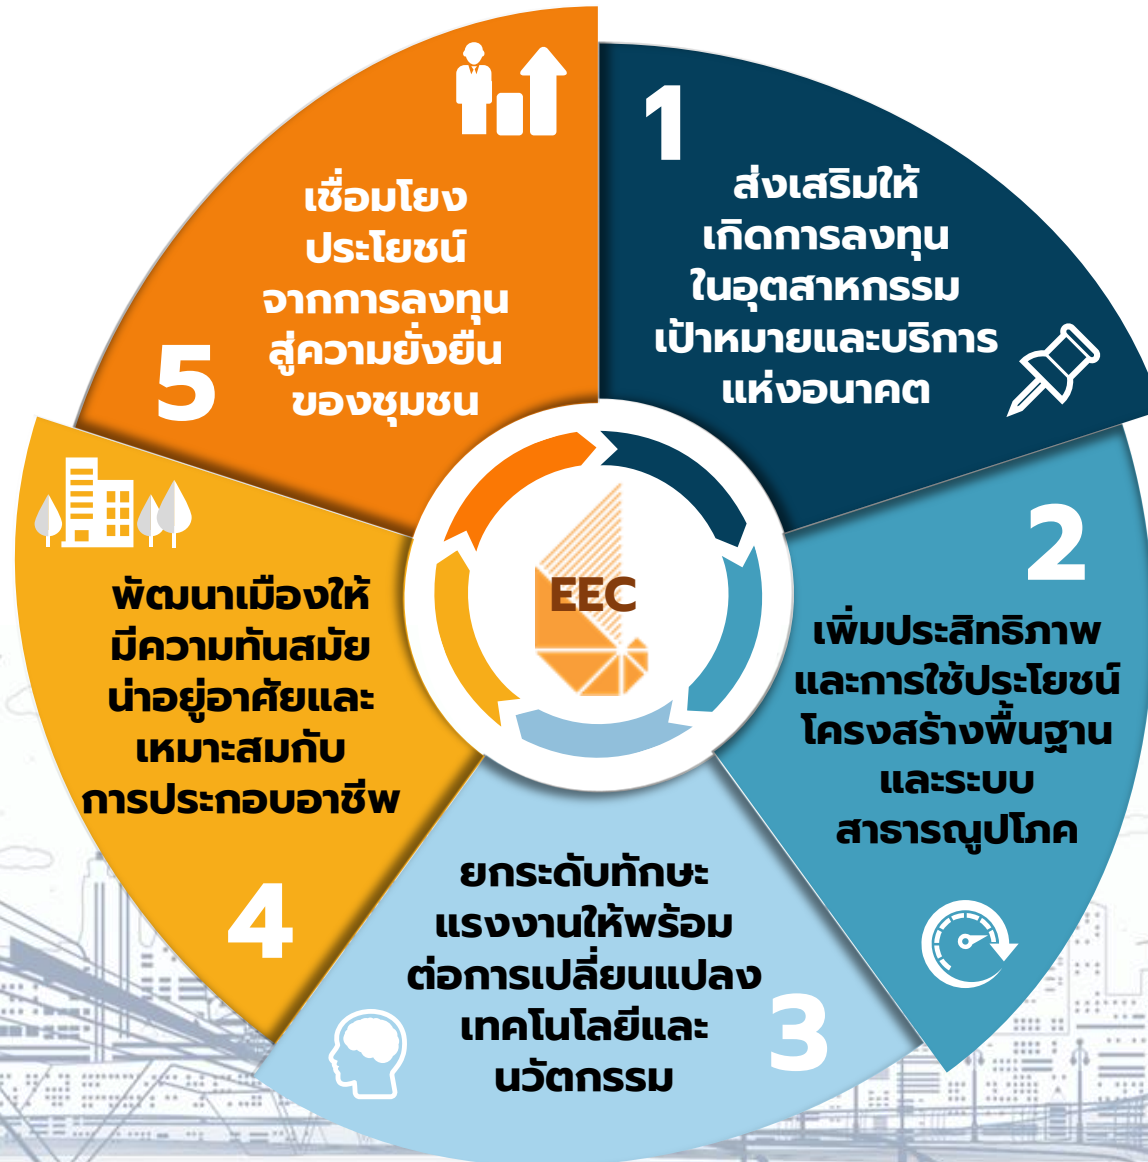 1
ส่งเสริมให้
เกิดการลงทุน
ในอุตสาหกรรม
เป้าหมายและบริการ
แห่งอนาคต
2
เพิ่มประสิทธิภาพ
และการใช้ประโยชน์
โครงสร้างพื้นฐาน
และระบบ
สาธารณูปโภค
3
ยกระดับทักษะ
แรงงานให้พร้อม
ต่อการเปลี่ยนแปลง
เทคโนโลยีและ
นวัตกรรม
4
พัฒนาเมืองให้
มีความทันสมัย
น่าอยู่อาศัยและ
เหมาะสมกับ
การประกอบอาชีพ
5
เชื่อมโยง
ประโยชน์
จากการลงทุน
สู่ความยั่งยืน
ของชุมชน
EEC